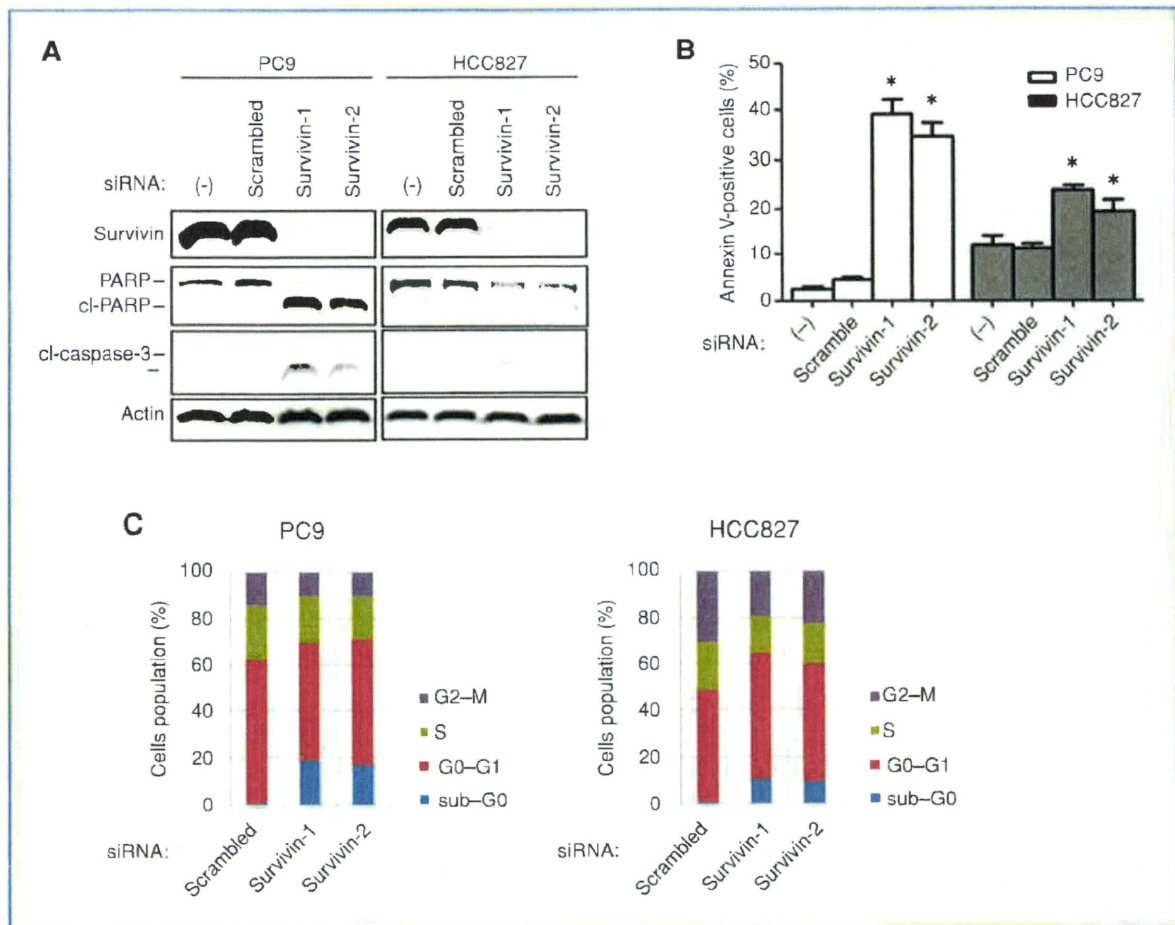 A
PC9 HCC827
siRNA: (-) Scrambled Survivin-1 Survivin-2 (-) Scrambled Survivin-1 Survivin-2
Survivin
PARP
cl-PARP
cl-caspase-3
Actin
B
Annexin V-positive cells (%)
50
40
30
20
10
0
PC9
HCC827
* * * *
siRNA: (-) Scramble Survivin-1 Survivin-2 (-) Scramble Survivin-1 Survivin-2
C
PC9
Cells population (%)
100
80
60
40
20
0
G2–M
S
G0–G1
sub–G0
siRNA: Scrambled Survivin-1 Survivin-2
HCC827
Cells population (%)
100
80
60
40
20
0
G2–M
S
G0–G1
sub–G0
siRNA: Scrambled Survivin-1 Survivin-2